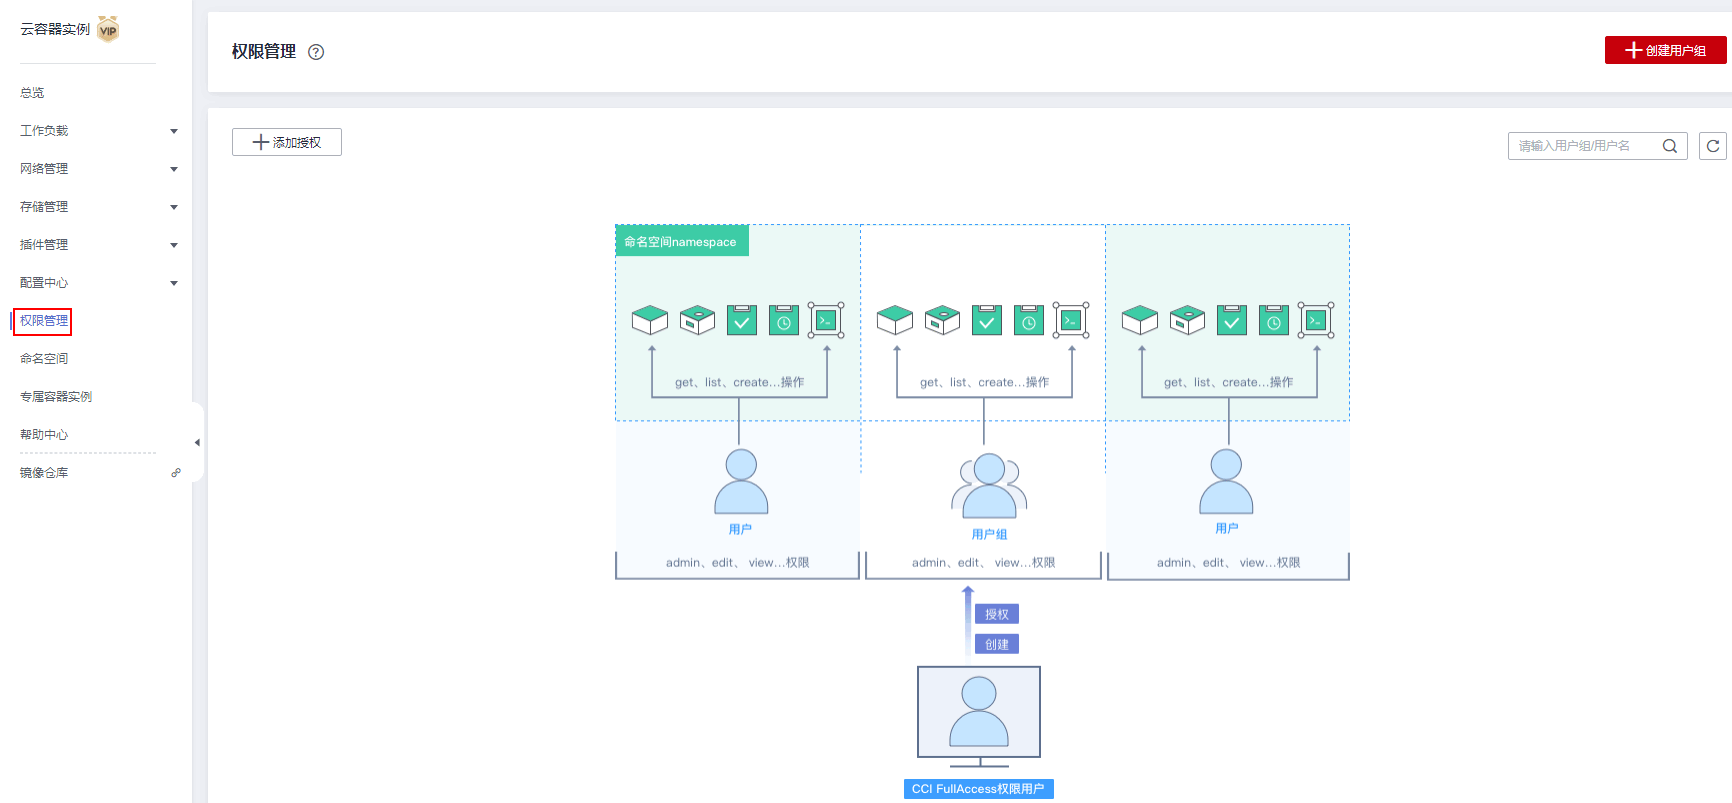 云容器实例
VIP
总览
工作负载
网络管理
存储管理
插件管理
配置中心
权限管理
命名空间
专属容器实例
帮助中心
镜像仓库
权限管理 ?
创建用户组
添加授权
请输入用户组/用户名
命名空间namespace
get、list、create...操作
get、list、create...操作
get、list、create...操作
用户
用户组
用户
admin、edit、 view...权限
admin、edit、 view...权限
admin、edit、 view...权限
授权
创建
CCI FullAccess权限用户